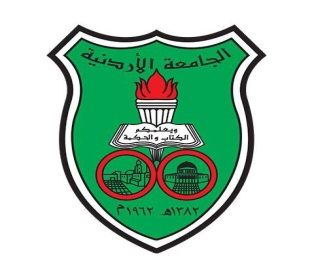 الجامعة الأردنية
ويعلمكم
الكتاب والحكمة
١٣٨٢هـ ١٩٦٢م